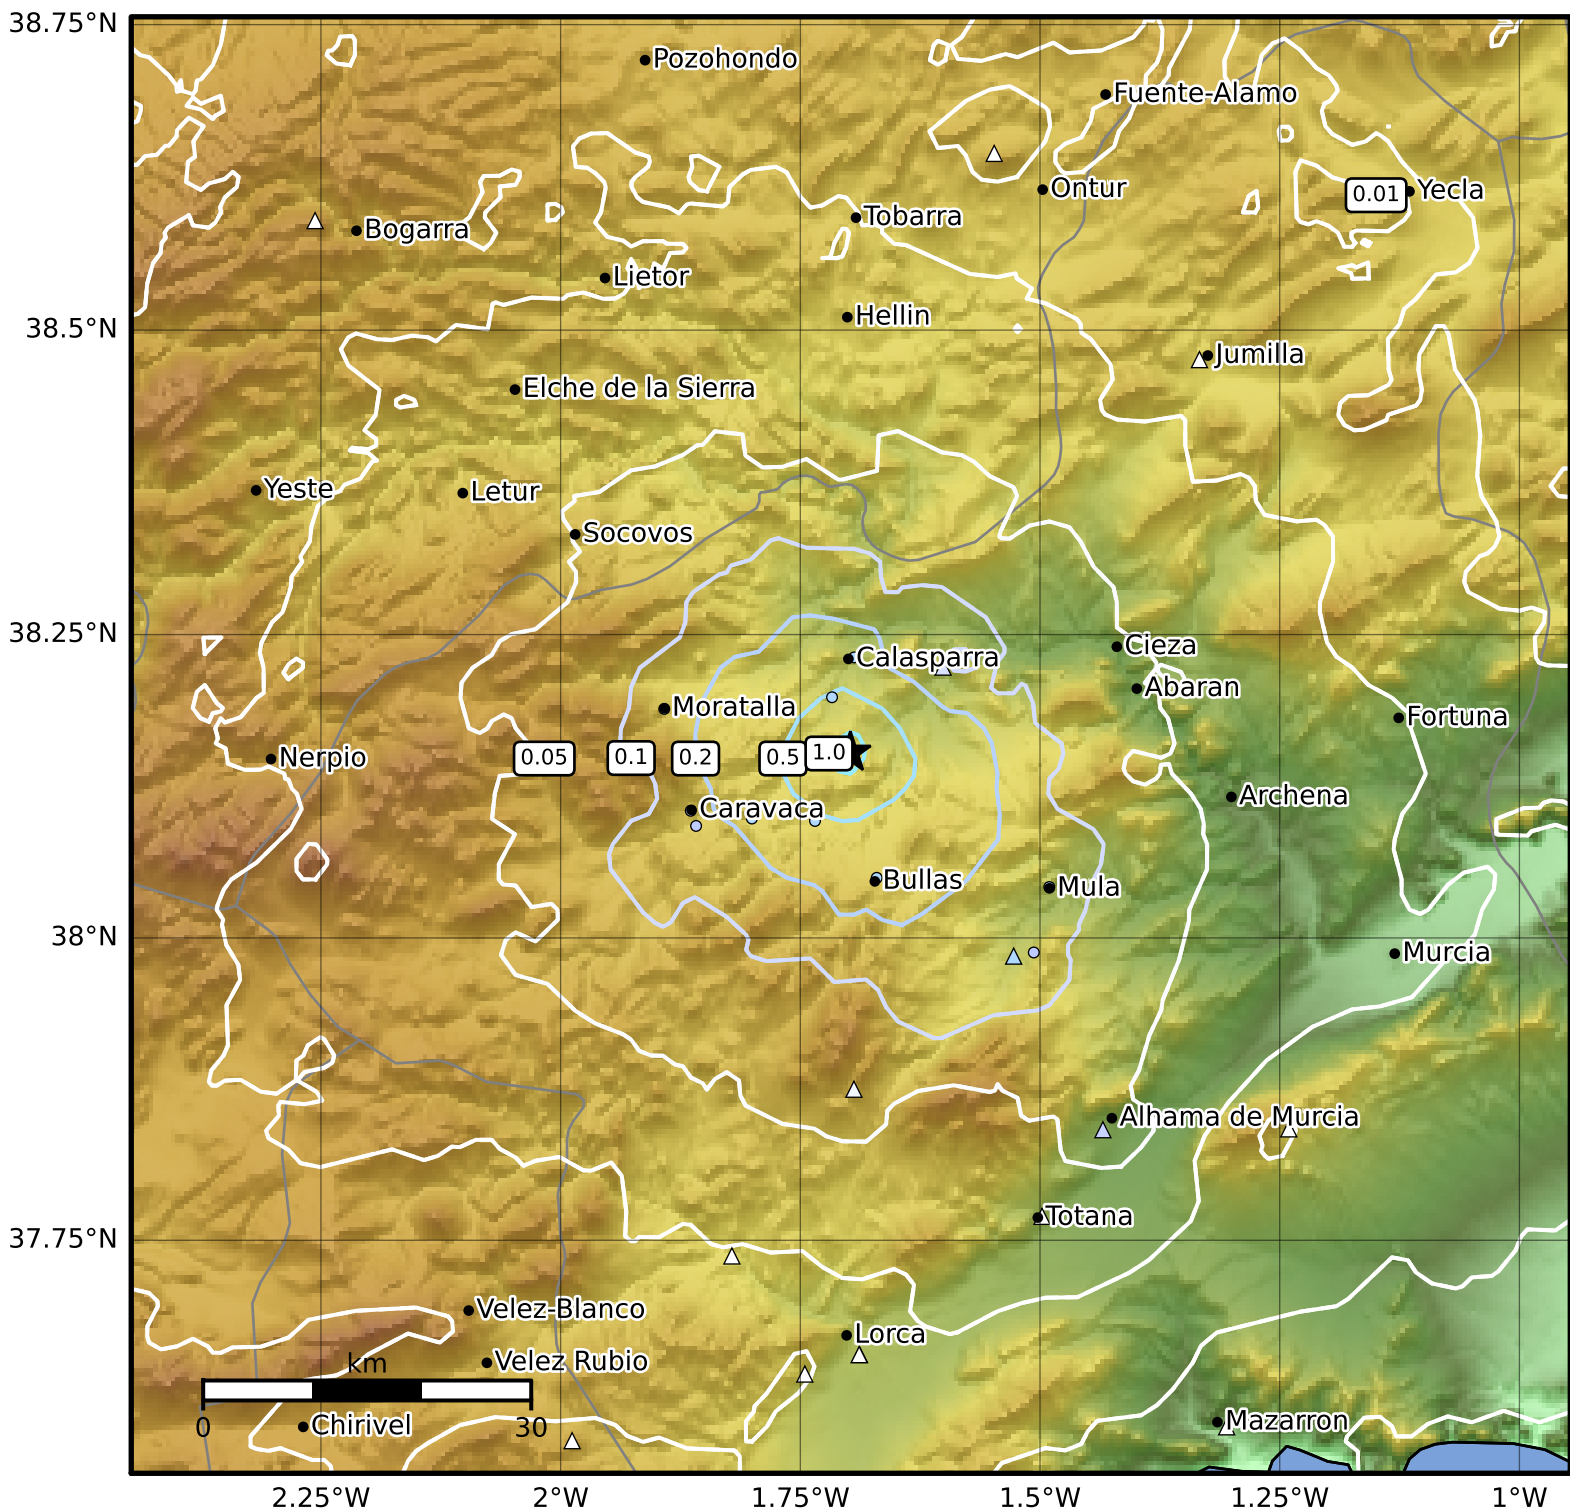 38.75°N
Pozohondo
Fuente-Alamo
Ontur
0.01
Yecla
Bogarra
Tobarra
Lietor
38.5°N
Hellin
Jumilla
Elche de la Sierra
Yeste
Letur
Socovos
38.25°N
Calasparra
Cieza
Abaran
Moratalla
Fortuna
Nerpio
0.05
0.1
0.2
0.5
1.0
Archena
Caravaca
Bullas
Mula
38°N
Murcia
Alhama de Murcia
Totana
37.75°N
Velez-Blanco
Lorca
Velez Rubio
km
0
30
Chirivel
Mazarron
2.25°W
2°W
1.75°W
1.5°W
1.25°W
1°W